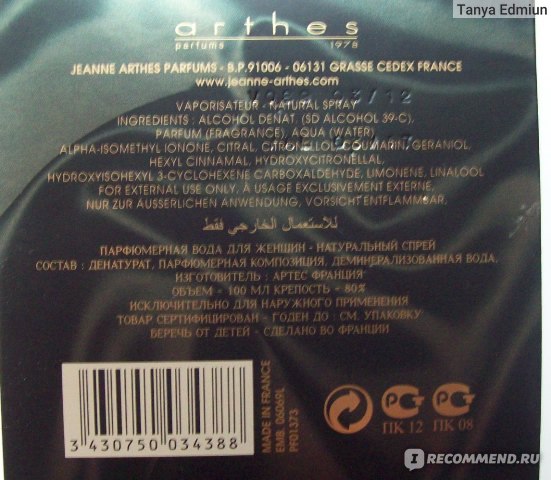 Tanya Edmiun
arthes
parfums 1978
JEANNE ARTHES PARFUMS - B.P.91006 - 06131 GRASSE CEDEX FRANCE
www.jeanne-arthes.com
VAPORISATEUR - NATURAL SPRAY
INGREDIENTS : ALCOHOL DENAT. (SD ALCOHOL 39-C),
PARFUM (FRAGRANCE), AQUA (WATER)
ALPHA-ISOMETHYL IONONE, CITRAL, CITRONELLOL, COUMARIN, GERANIOL,
HEXYL CINNAMAL, HYDROXYCITRONELLAL,
HYDROXYISOHEXYL 3-CYCLOHEXENE CARBOXALDEHYDE, LIMONENE, LINALOOL
FOR EXTERNAL USE ONLY, À USAGE EXCLUSIVEMENT EXTERNE,
NUR ZUR ÄUSSERLICHEN ANWENDUNG, VORSICHT ENTFLAMMBAR.
للاستعمال الخارجي فقط
ПАРФЮМЕРНАЯ ВОДА ДЛЯ ЖЕНЩИН - НАТУРАЛЬНЫЙ СПРЕЙ
СОСТАВ : ДЕНАТУРАТ, ПАРФЮМЕРНАЯ КОМПОЗИЦИЯ, ДЕМИНЕРАЛИЗОВАННАЯ ВОДА.
ИЗГОТОВИТЕЛЬ : АРТЕС ФРАНЦИЯ
ОБЪЕМ - 100 МЛ КРЕПОСТЬ - 80%
ИСКЛЮЧИТЕЛЬНО ДЛЯ НАРУЖНОГО ПРИМЕНЕНИЯ
ТОВАР СЕРТИФИЦИРОВАН - ГОДЕН ДО : СМ. УПАКОВКУ
БЕРЕЧЬ ОТ ДЕТЕЙ - СДЕЛАНО ВО ФРАНЦИИ
3 430750 034388
MADE IN FRANCE
EMB. 06069L
PF01373
ПК 12 ПК 08
IRECOMMEND.RU